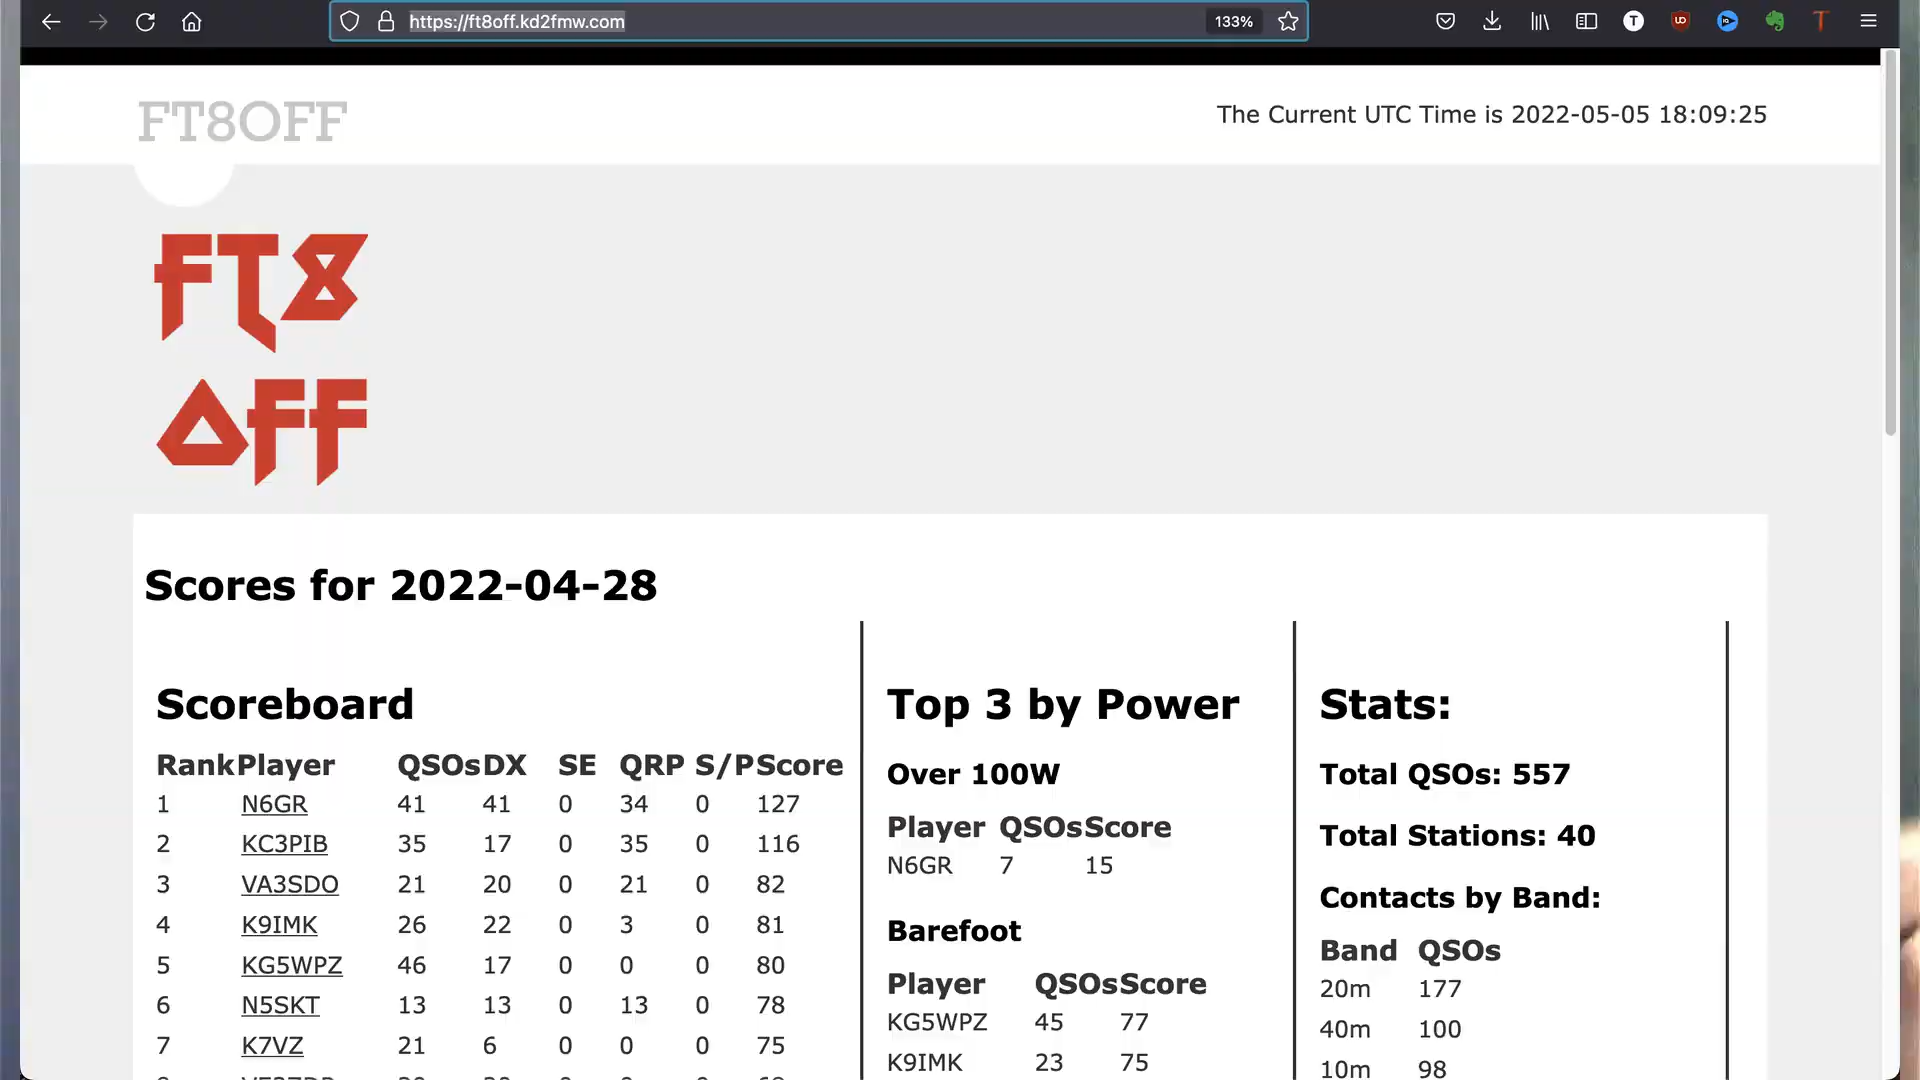 https://ft8off.kd2fmw.com
133%
FT8OFF
The Current UTC Time is 2022-05-05 18:09:25
FT8
OFF
Scores for 2022-04-28
Scoreboard
Rank Player QSOs DX SE QRP S/P Score
1 N6GR 41 41 0 34 0 127
2 KC3PIB 35 17 0 35 0 116
3 VA3SDO 21 20 0 21 0 82
4 K9IMK 26 22 0 3 0 81
5 KG5WPZ 46 17 0 0 0 80
6 N5SKT 13 13 0 13 0 78
7 K7VZ 21 6 0 0 0 75
Top 3 by Power
Over 100W
Player QSOs Score
N6GR 7 15
Barefoot
Player QSOs Score
KG5WPZ 45 77
K9IMK 23 75
Stats:
Total QSOs: 557
Total Stations: 40
Contacts by Band:
Band QSOs
20m 177
40m 100
10m 98